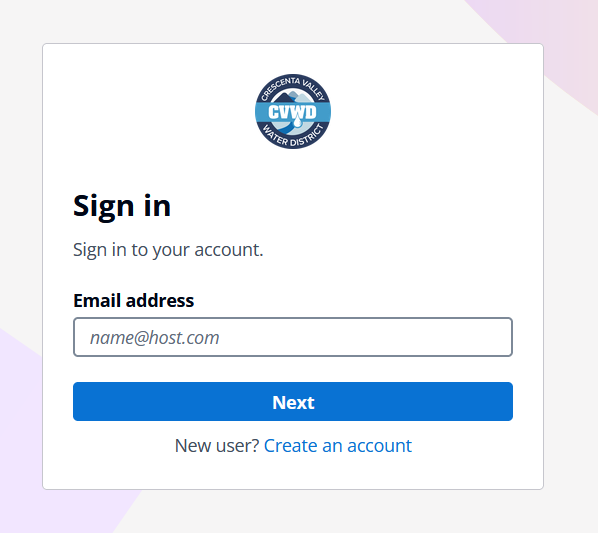 CRESCENTA VALLEY
CVWD
WATER DISTRICT
Sign in
Sign in to your account.
Email address
name@host.com
Next
New user? Create an account